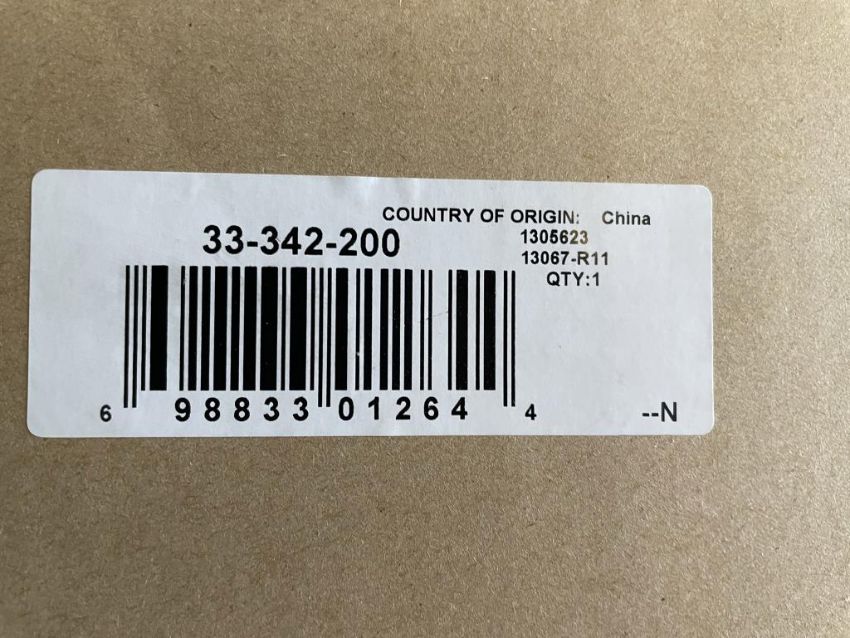 COUNTRY OF ORIGIN: China
33-342-200
1305623
13067-R11
QTY:1
6 98833 01264 4
--N